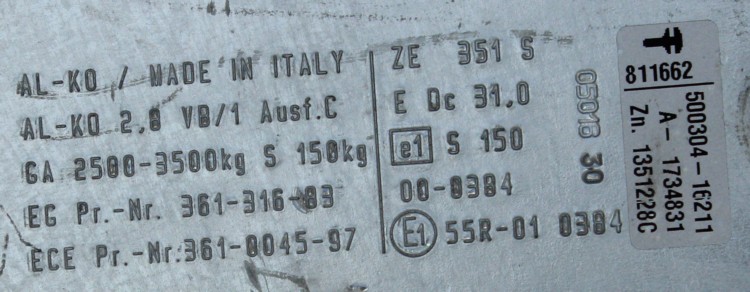 AL-KO / MADE IN ITALY
AL-KO 2,8 VB/1 Ausf.C
GA 2500-3500kg S 150kg
EG Pr.-Nr. 361-316-83
ECE Pr.-Nr:361-0045-97
ZE 351 S
E Dc 31,0
e1 S 150
00-0384
E1 55R-01 0384
05016 30
811662
500304-16211
A- 1734831
Zn. 1351228C